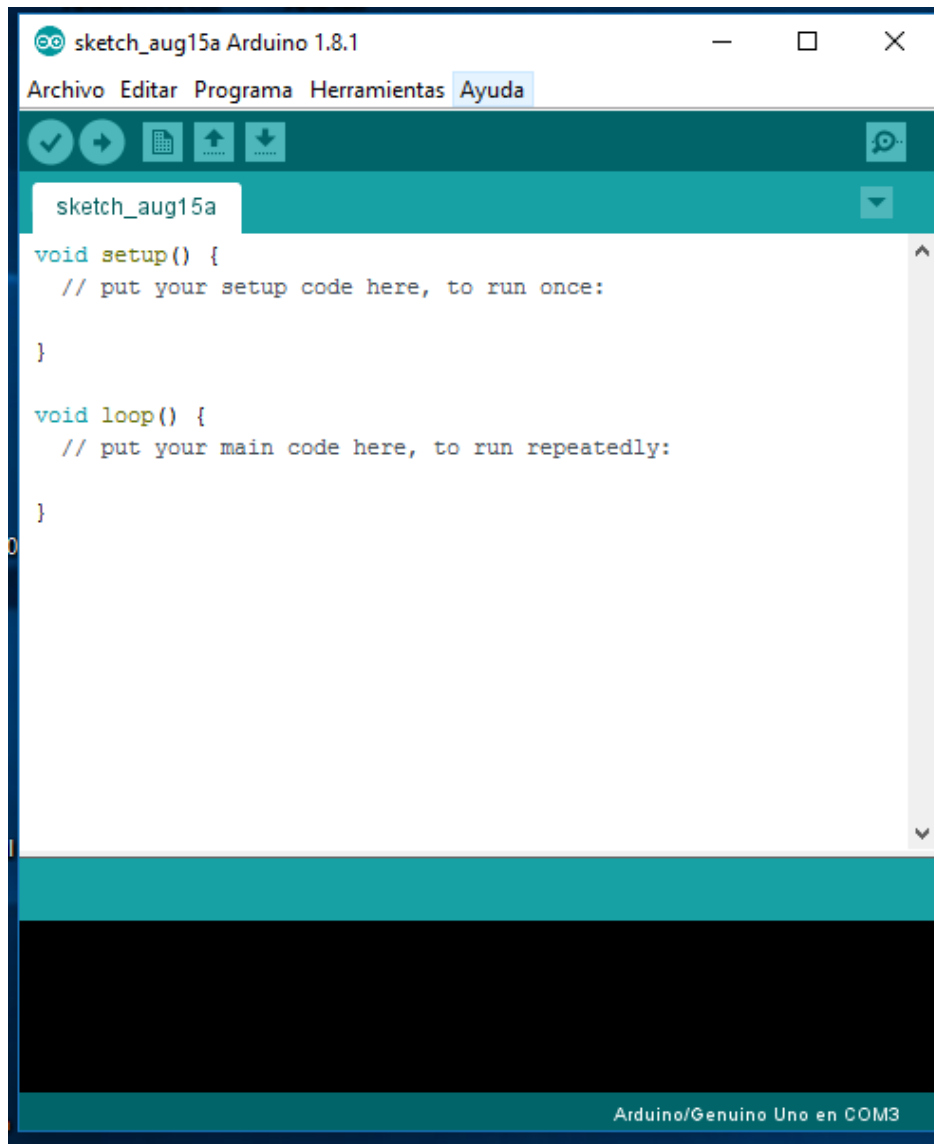 sketch_aug15a Arduino 1.8.1
Archivo Editar Programa Herramientas Ayuda
sketch_aug15a
void setup() {
  // put your setup code here, to run once:
}
void loop() {
  // put your main code here, to run repeatedly:
}
Arduino/Genuino Uno en COM3